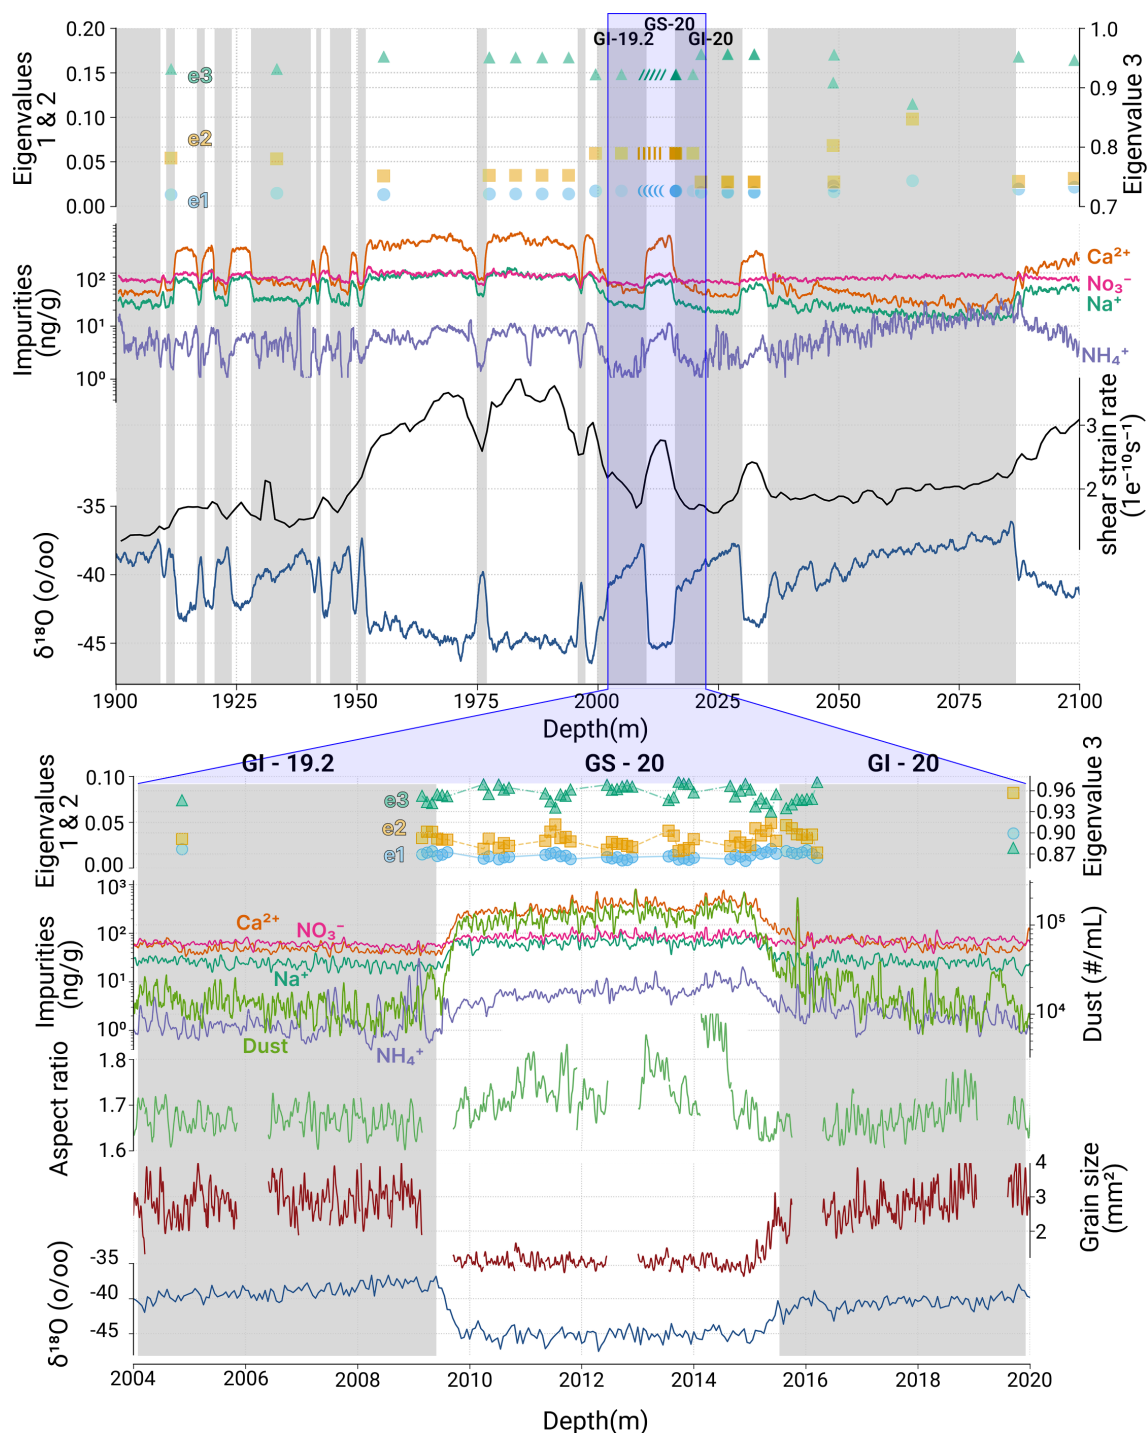 GS-20
GI-19.2 GI-20
Eigenvalues
1 & 2
0.20
0.15
0.10
0.05
0.00
e3
e2
e1
1.0
0.9
0.8
0.7
Eigenvalue 3
Impurities
(ng/g)
10²
10¹
10⁰
Ca²⁺
No₃⁻
Na⁺
NH₄⁺
shear strain rate
(1e⁻¹⁰s⁻¹)
3
2
δ¹⁸O (o/oo)
-35
-40
-45
1900 1925 1950 1975 2000 2025 2050 2075 2100
Depth(m)
GI - 19.2 GS - 20 GI - 20
Eigenvalues
1 & 2
0.10
0.05
0.00
e3
e2
e1
0.96
0.93
0.90
0.87
Eigenvalue 3
Impurities
(ng/g)
10³
10²
10¹
10⁰
Ca²⁺
NO₃⁻
Na⁺
Dust
NH₄⁺
10⁵
10⁴
Dust (#/mL)
Aspect ratio
1.8
1.7
1.6
4
3
2
Grain size
(mm²)
δ¹⁸O (o/oo)
-35
-40
-45
2004 2006 2008 2010 2012 2014 2016 2018 2020
Depth(m)